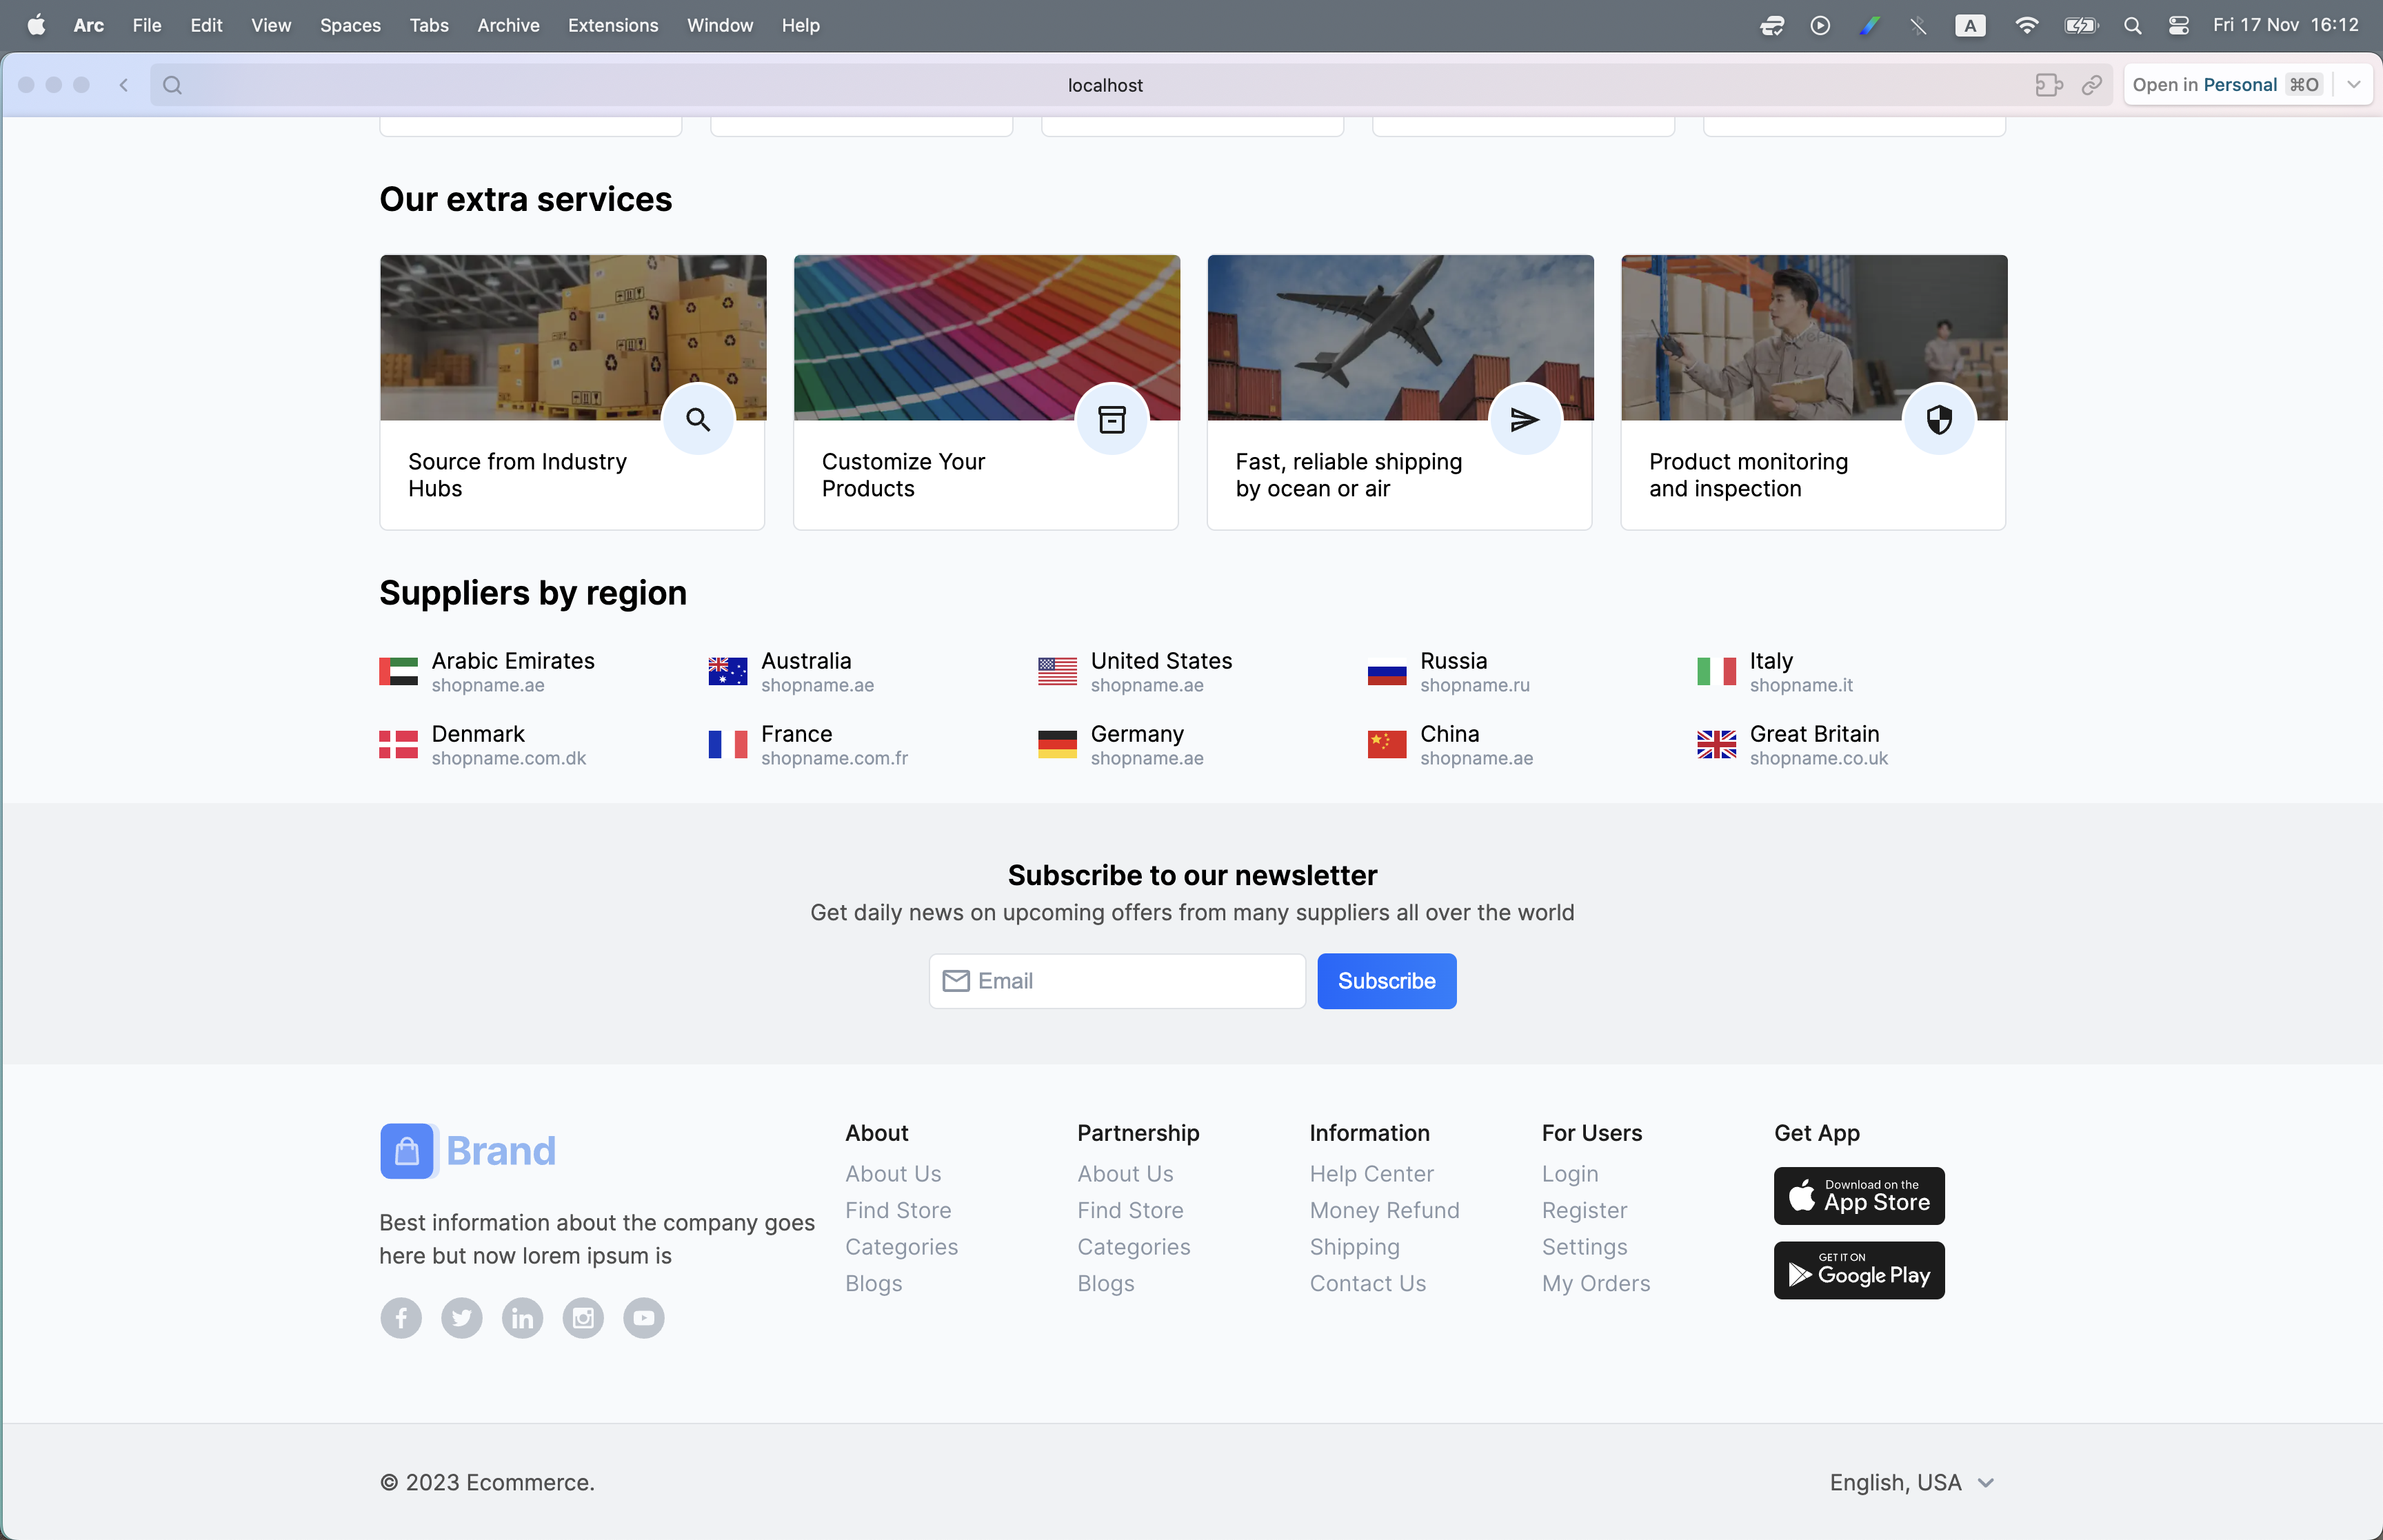 Arc File Edit View Spaces Tabs Archive Extensions Window Help A Fri 17 Nov 16:12
localhost Open in Personal ⌘O
Our extra services
Source from Industry
Hubs
Customize Your
Products
Fast, reliable shipping
by ocean or air
Product monitoring
and inspection
Suppliers by region
Arabic Emirates
shopname.ae
Australia
shopname.ae
United States
shopname.ae
Russia
shopname.ru
Italy
shopname.it
Denmark
shopname.com.dk
France
shopname.com.fr
Germany
shopname.ae
China
shopname.ae
Great Britain
shopname.co.uk
Subscribe to our newsletter
Get daily news on upcoming offers from many suppliers all over the world
Email Subscribe
Brand
Best information about the company goes
here but now lorem ipsum is
About
About Us
Find Store
Categories
Blogs
Partnership
About Us
Find Store
Categories
Blogs
Information
Help Center
Money Refund
Shipping
Contact Us
For Users
Login
Register
Settings
My Orders
Get App
Download on the
App Store
GET IT ON
Google Play
© 2023 Ecommerce.
English, USA